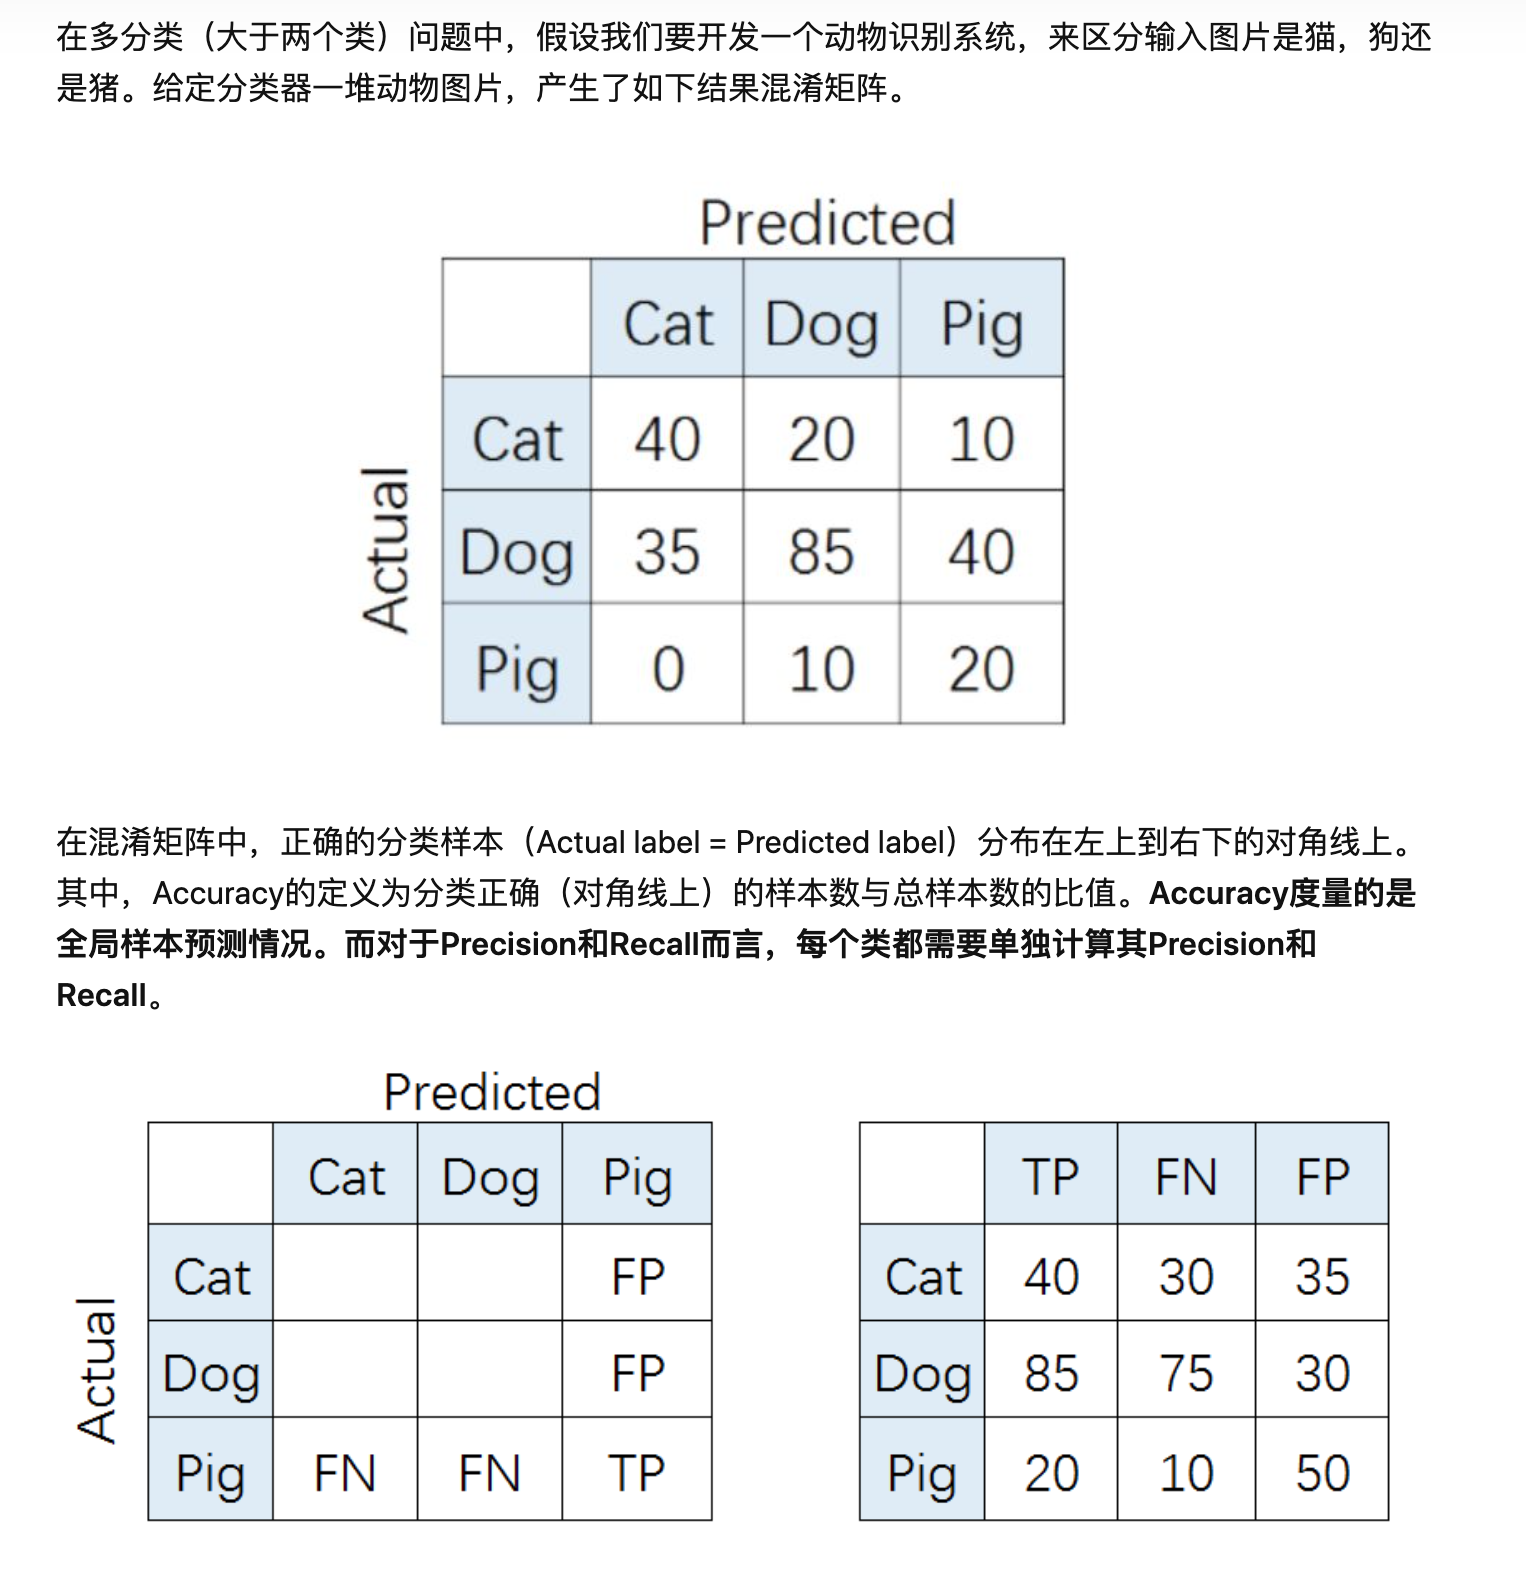 在多分类（大于两个类）问题中，假设我们要开发一个动物识别系统，来区分输入图片是猫，狗还
是猪。给定分类器一堆动物图片，产生了如下结果混淆矩阵。
Predicted
Cat Dog Pig
Actual
Cat 40 20 10
Dog 35 85 40
Pig 0 10 20
在混淆矩阵中，正确的分类样本（Actual label = Predicted label）分布在左上到右下的对角线上。
其中，Accuracy的定义为分类正确（对角线上）的样本数与总样本数的比值。Accuracy度量的是
全局样本预测情况。而对于Precision和Recall而言，每个类都需要单独计算其Precision和
Recall。
Predicted
Cat Dog Pig
Actual
Cat FP
Dog FP
Pig FN FN TP
TP FN FP
Cat 40 30 35
Dog 85 75 30
Pig 20 10 50